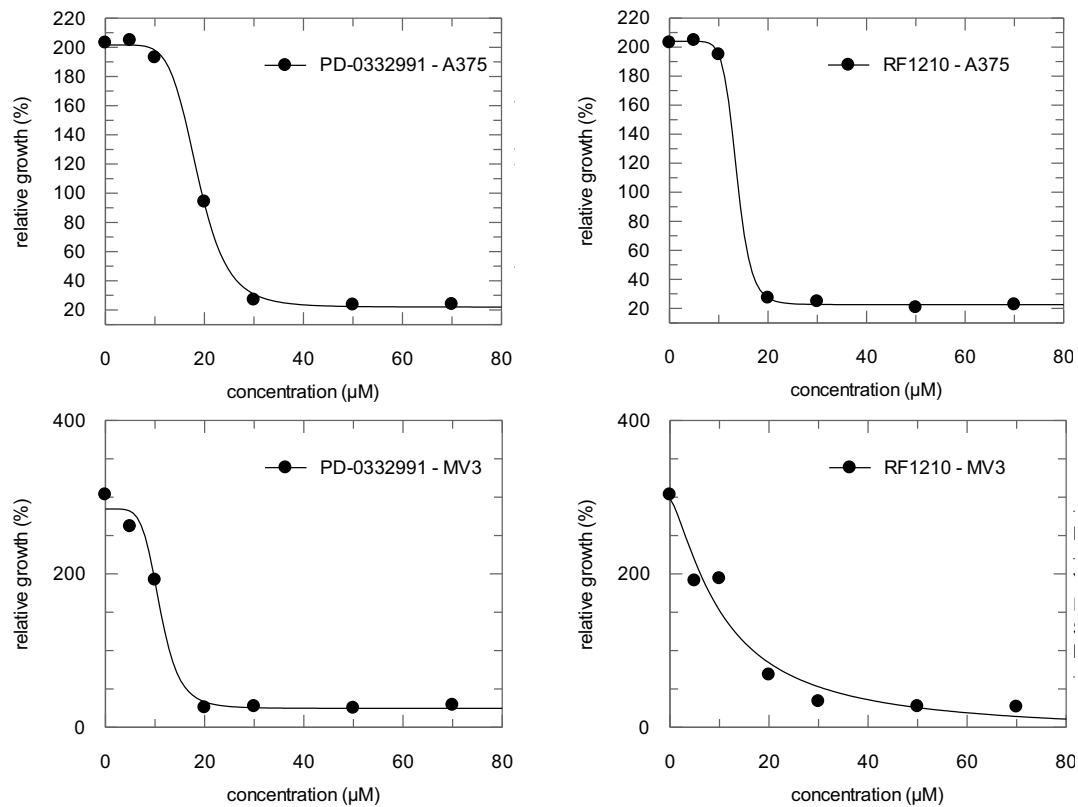 220
200
180
160
140
120
100
80
60
40
20
relative growth (%)
PD-0332991 - A375
0 20 40 60 80
concentration (µM)
220
200
180
160
140
120
100
80
60
40
20
relative growth (%)
RF1210 - A375
0 20 40 60 80
concentration (µM)
400
200
0
relative growth (%)
PD-0332991 - MV3
0 20 40 60 80
concentration (µM)
400
200
0
relative growth (%)
RF1210 - MV3
0 20 40 60 80
concentration (µM)